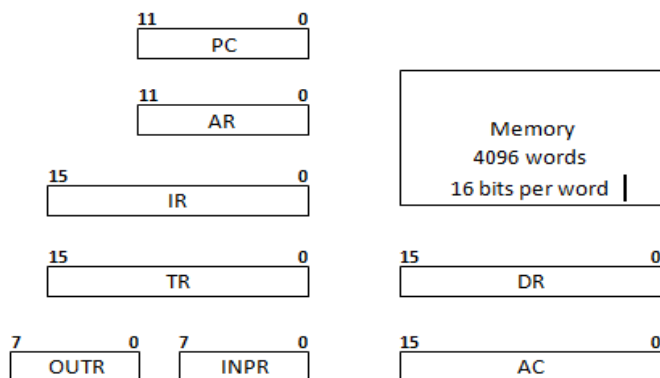 11 0
PC
11 0
AR
Memory
4096 words
16 bits per word
15 0
IR
15 0
TR
15 0
DR
7 0
OUTR
7 0
INPR
15 0
AC